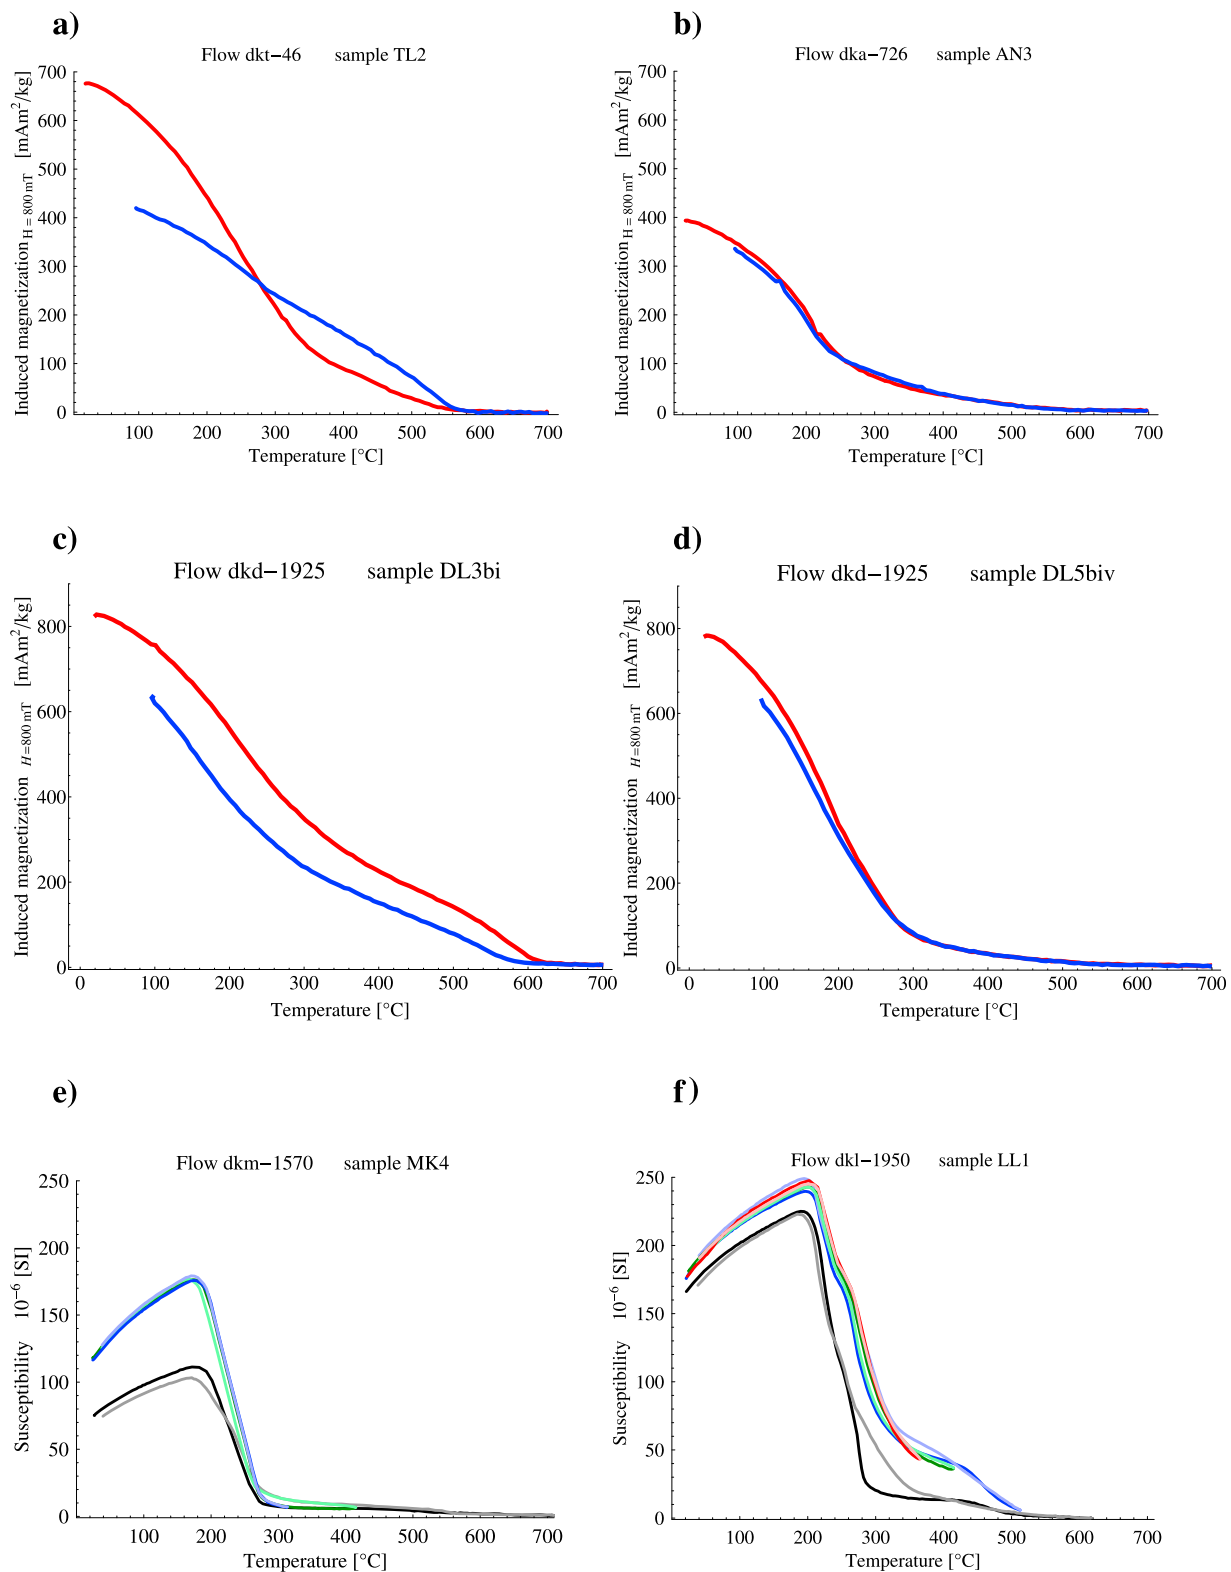 a)
Flow dkt−46 sample TL2
Induced magnetization H = 800 mT [mAm²/kg]
700
600
500
400
300
200
100
0
100 200 300 400 500 600 700
Temperature [°C]
b)
Flow dka−726 sample AN3
Induced magnetization H = 800 mT [mAm²/kg]
700
600
500
400
300
200
100
0
100 200 300 400 500 600 700
Temperature [°C]
c)
Flow dkd−1925 sample DL3bi
Induced magnetization H=800 mT [mAm²/kg]
800
600
400
200
0
0 100 200 300 400 500 600 700
Temperature [°C]
d)
Flow dkd−1925 sample DL5biv
Induced magnetization H=800 mT [mAm²/kg]
800
600
400
200
0
0 100 200 300 400 500 600 700
Temperature [°C]
e)
Flow dkm−1570 sample MK4
Susceptibility 10⁻⁶ [SI]
250
200
150
100
50
0
100 200 300 400 500 600 700
Temperature [°C]
f)
Flow dkl−1950 sample LL1
Susceptibility 10⁻⁶ [SI]
250
200
150
100
50
0
100 200 300 400 500 600 700
Temperature [°C]